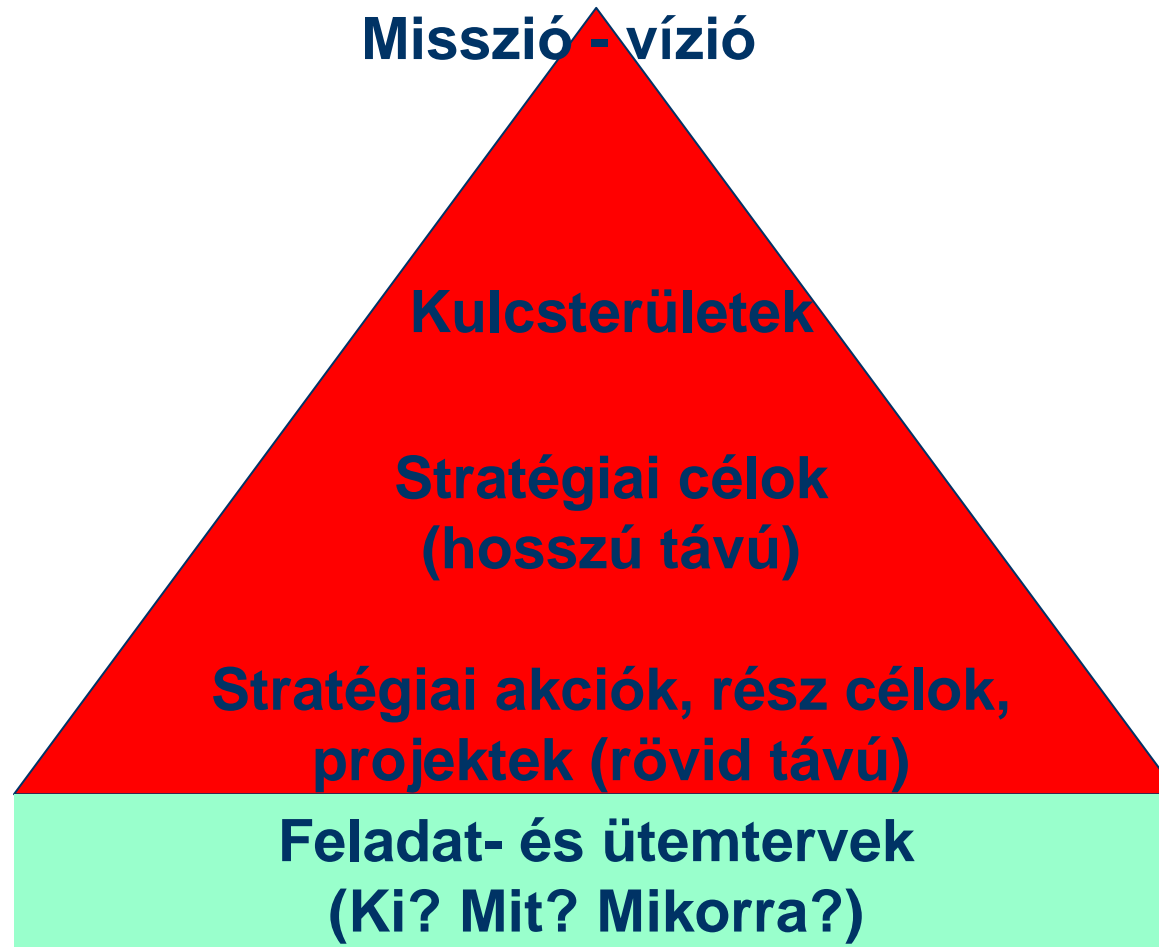 Misszió - vízió
Kulcsterületek
Stratégiai célok
(hosszú távú)
Stratégiai akciók, rész célok,
projektek (rövid távú)
Feladat- és ütemtervek
(Ki? Mit? Mikorra?)